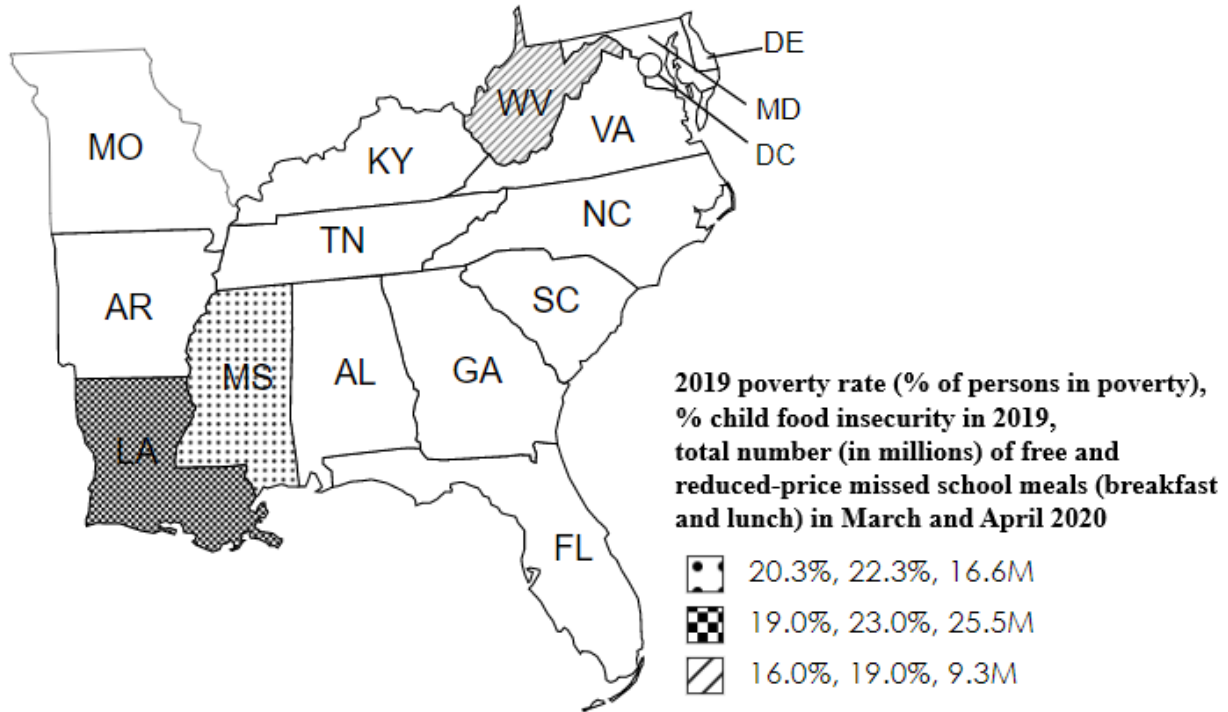 DE
MO
WV
MD
VA
KY
DC
NC
TN
SC
AR
MS
AL
GA
LA
FL
2019 poverty rate (% of persons in poverty),
% child food insecurity in 2019,
total number (in millions) of free and
reduced-price missed school meals (breakfast
and lunch) in March and April 2020
20.3%, 22.3%, 16.6M
19.0%, 23.0%, 25.5M
16.0%, 19.0%, 9.3M